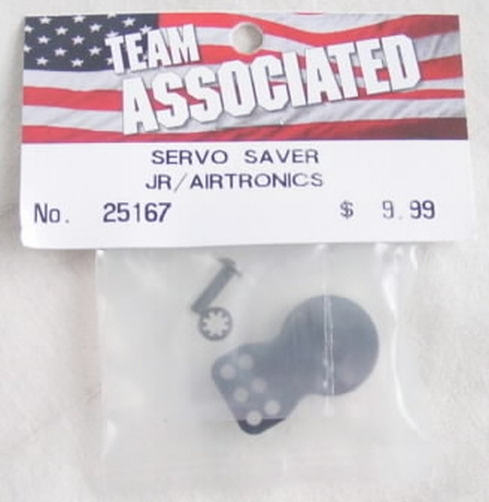 TEAM
ASSOCIATED
SERVO SAVER
JR/AIRTRONICS
No. 25167 $ 9.99